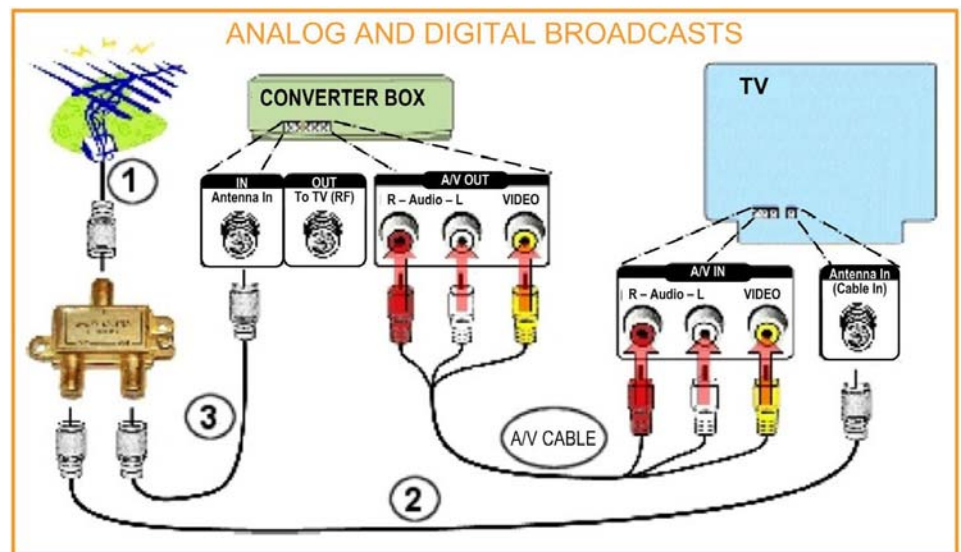 ANALOG AND DIGITAL BROADCASTS
CONVERTER BOX
TV
1
IN
Antenna In
OUT
To TV (RF)
A/V OUT
R – Audio – L
VIDEO
A/V IN
R – Audio – L
VIDEO
Antenna In
(Cable In)
3
A/V CABLE
2